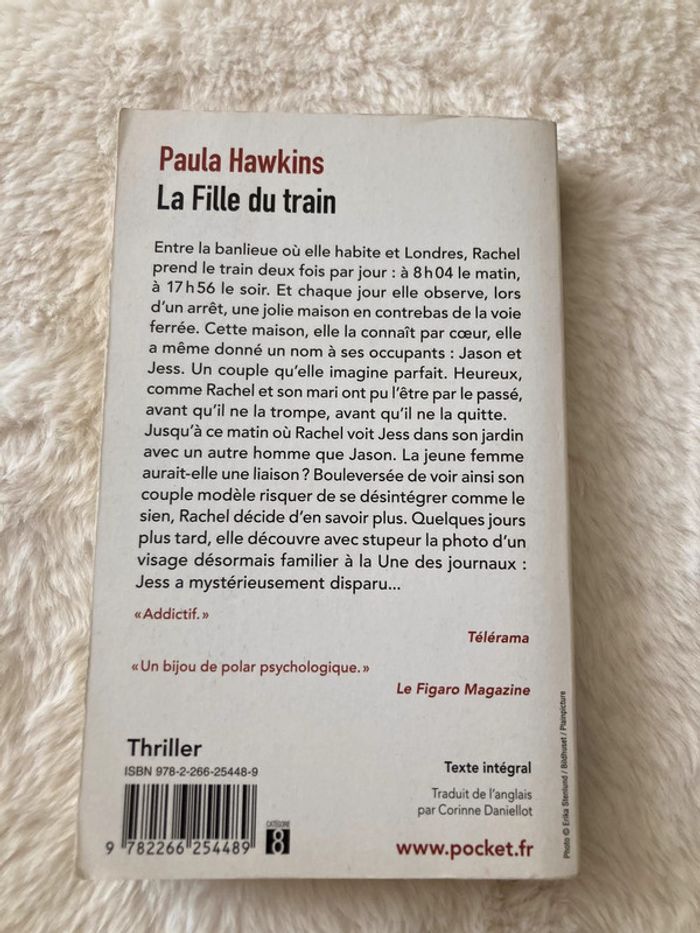 Paula Hawkins
La Fille du train
Entre la banlieue où elle habite et Londres, Rachel
prend le train deux fois par jour : à 8 h 04 le matin,
à 17 h 56 le soir. Et chaque jour elle observe, lors
d'un arrêt, une jolie maison en contrebas de la voie
ferrée. Cette maison, elle la connaît par cœur, elle
a même donné un nom à ses occupants : Jason et
Jess. Un couple qu'elle imagine parfait. Heureux,
comme Rachel et son mari ont pu l'être par le passé,
avant qu'il ne la trompe, avant qu'il ne la quitte.
Jusqu'à ce matin où Rachel voit Jess dans son jardin
avec un autre homme que Jason. La jeune femme
aurait-elle une liaison ? Bouleversée de voir ainsi son
couple modèle risquer de se désintégrer comme le
sien, Rachel décide d'en savoir plus. Quelques jours
plus tard, elle découvre avec stupeur la photo d'un
visage désormais familier à la Une des journaux :
Jess a mystérieusement disparu...
« Addictif. »
Télérama
« Un bijou de polar psychologique. »
Le Figaro Magazine
Thriller
ISBN 978-2-266-25448-9
9 782266 254489
CATÉGORIE
8
Texte intégral
Traduit de l'anglais
par Corinne Daniellot
www.pocket.fr
Photo © Erika Stenlund / Bildhuset / Plainpicture